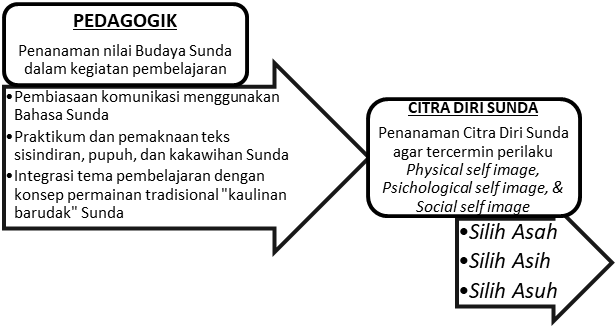 PEDAGOGIK
Penanaman nilai Budaya Sunda
dalam kegiatan pembelajaran
•Pembiasaan komunikasi menggunakan
Bahasa Sunda
•Praktikum dan pemaknaan teks
sisindiran, pupuh, dan kakawihan Sunda
•Integrasi tema pembelajaran dengan
konsep permainan tradisional "kaulinan
barudak" Sunda
CITRA DIRI SUNDA
Penanaman Citra Diri Sunda
agar tercermin perilaku
Physical self image,
Psichological self image, &
Social self image
•Silih Asah
•Silih Asih
•Silih Asuh